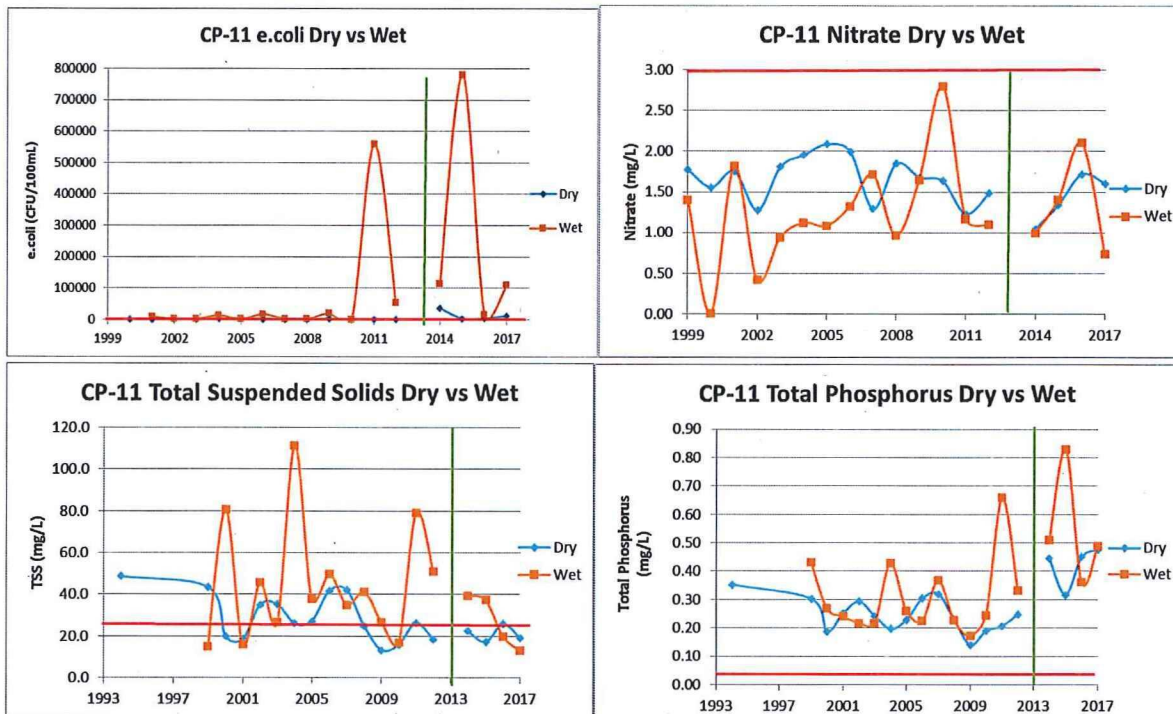 CP-11 e.coli Dry vs Wet
800000
700000
600000
500000
400000
300000
200000
100000
0
e.coli (CFU/100mL)
1999 2002 2005 2008 2011 2014 2017
Dry
Wet
CP-11 Nitrate Dry vs Wet
3.00
2.50
2.00
1.50
1.00
0.50
0.00
Nitrate (mg/L)
1999 2002 2005 2008 2011 2014 2017
Dry
Wet
CP-11 Total Suspended Solids Dry vs Wet
120.0
100.0
80.0
60.0
40.0
20.0
0.0
TSS (mg/L)
1993 1997 2001 2005 2009 2013 2017
Dry
Wet
CP-11 Total Phosphorus Dry vs Wet
0.90
0.80
0.70
0.60
0.50
0.40
0.30
0.20
0.10
0.00
Total Phosphorus
(mg/L)
1993 1997 2001 2005 2009 2013 2017
Dry
Wet